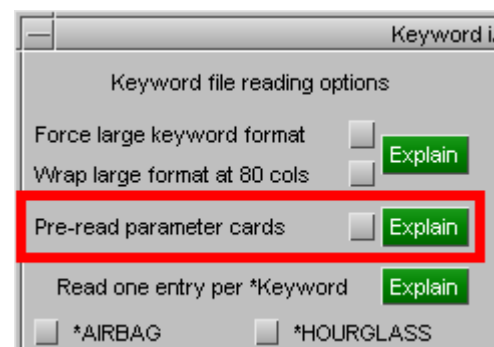 Keyword i
Keyword file reading options
Force large keyword format
Explain
Wrap large format at 80 cols
Pre-read parameter cards Explain
Read one entry per *Keyword Explain
*AIRBAG *HOURGLASS